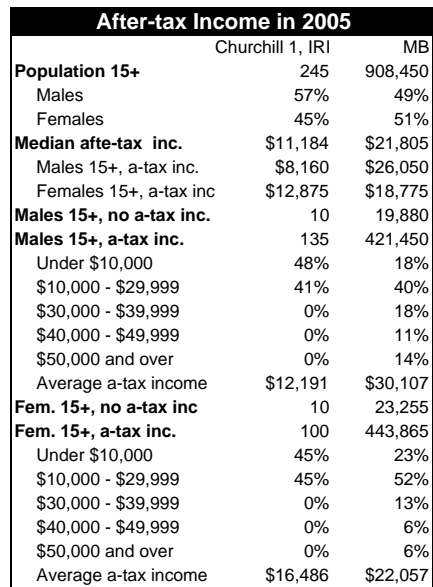 After-tax Income in 2005
Churchill 1, IRI MB
Population 15+ 245 908,450
Males 57% 49%
Females 45% 51%
Median afte-tax inc. $11,184 $21,805
Males 15+, a-tax inc. $8,160 $26,050
Females 15+, a-tax inc $12,875 $18,775
Males 15+, no a-tax inc. 10 19,880
Males 15+, a-tax inc. 135 421,450
Under $10,000 48% 18%
$10,000 - $29,999 41% 40%
$30,000 - $39,999 0% 18%
$40,000 - $49,999 0% 11%
$50,000 and over 0% 14%
Average a-tax income $12,191 $30,107
Fem. 15+, no a-tax inc 10 23,255
Fem. 15+, a-tax inc. 100 443,865
Under $10,000 45% 23%
$10,000 - $29,999 45% 52%
$30,000 - $39,999 0% 13%
$40,000 - $49,999 0% 6%
$50,000 and over 0% 6%
Average a-tax income $16,486 $22,057